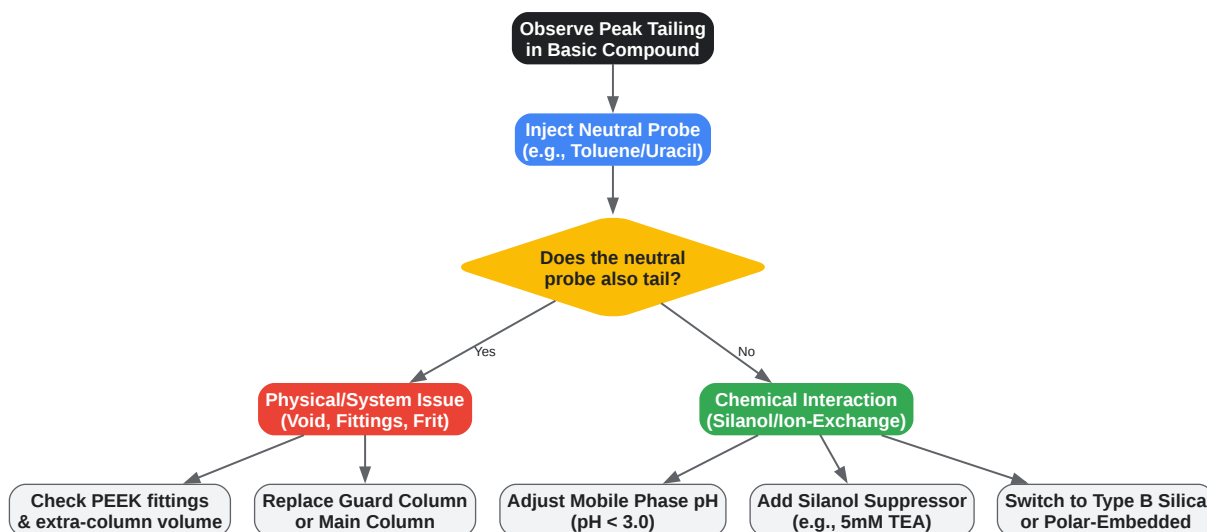 Observe Peak Tailing
in Basic Compound
Inject Neutral Probe
(e.g., Toluene/Uracil)
Does the neutral
probe also tail?
Yes
No
Physical/System Issue
(Void, Fittings, Frit)
Chemical Interaction
(Silanol/Ion-Exchange)
Check PEEK fittings
& extra-column volume
Replace Guard Column
or Main Column
Adjust Mobile Phase pH
(pH < 3.0)
Add Silanol Suppressor
(e.g., 5mM TEA)
Switch to Type B Silica
or Polar-Embedded